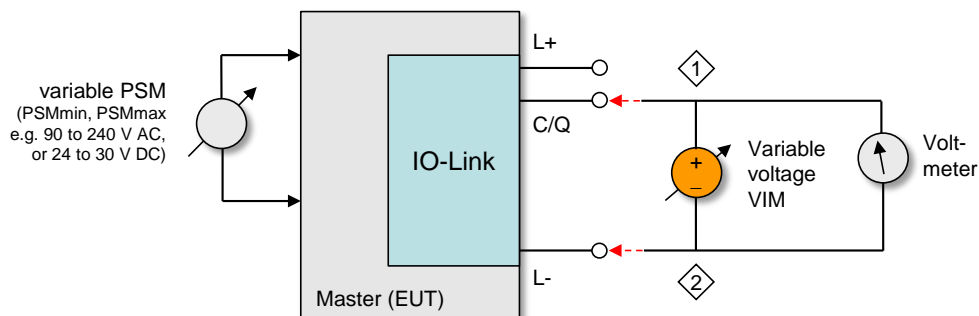 L+
1
variable PSM
(PSMmin, PSMmax
e.g. 90 to 240 V AC,
or 24 to 30 V DC)
C/Q
IO-Link
+
–
Variable
voltage
VIM
Volt-
meter
L-
2
Master (EUT)